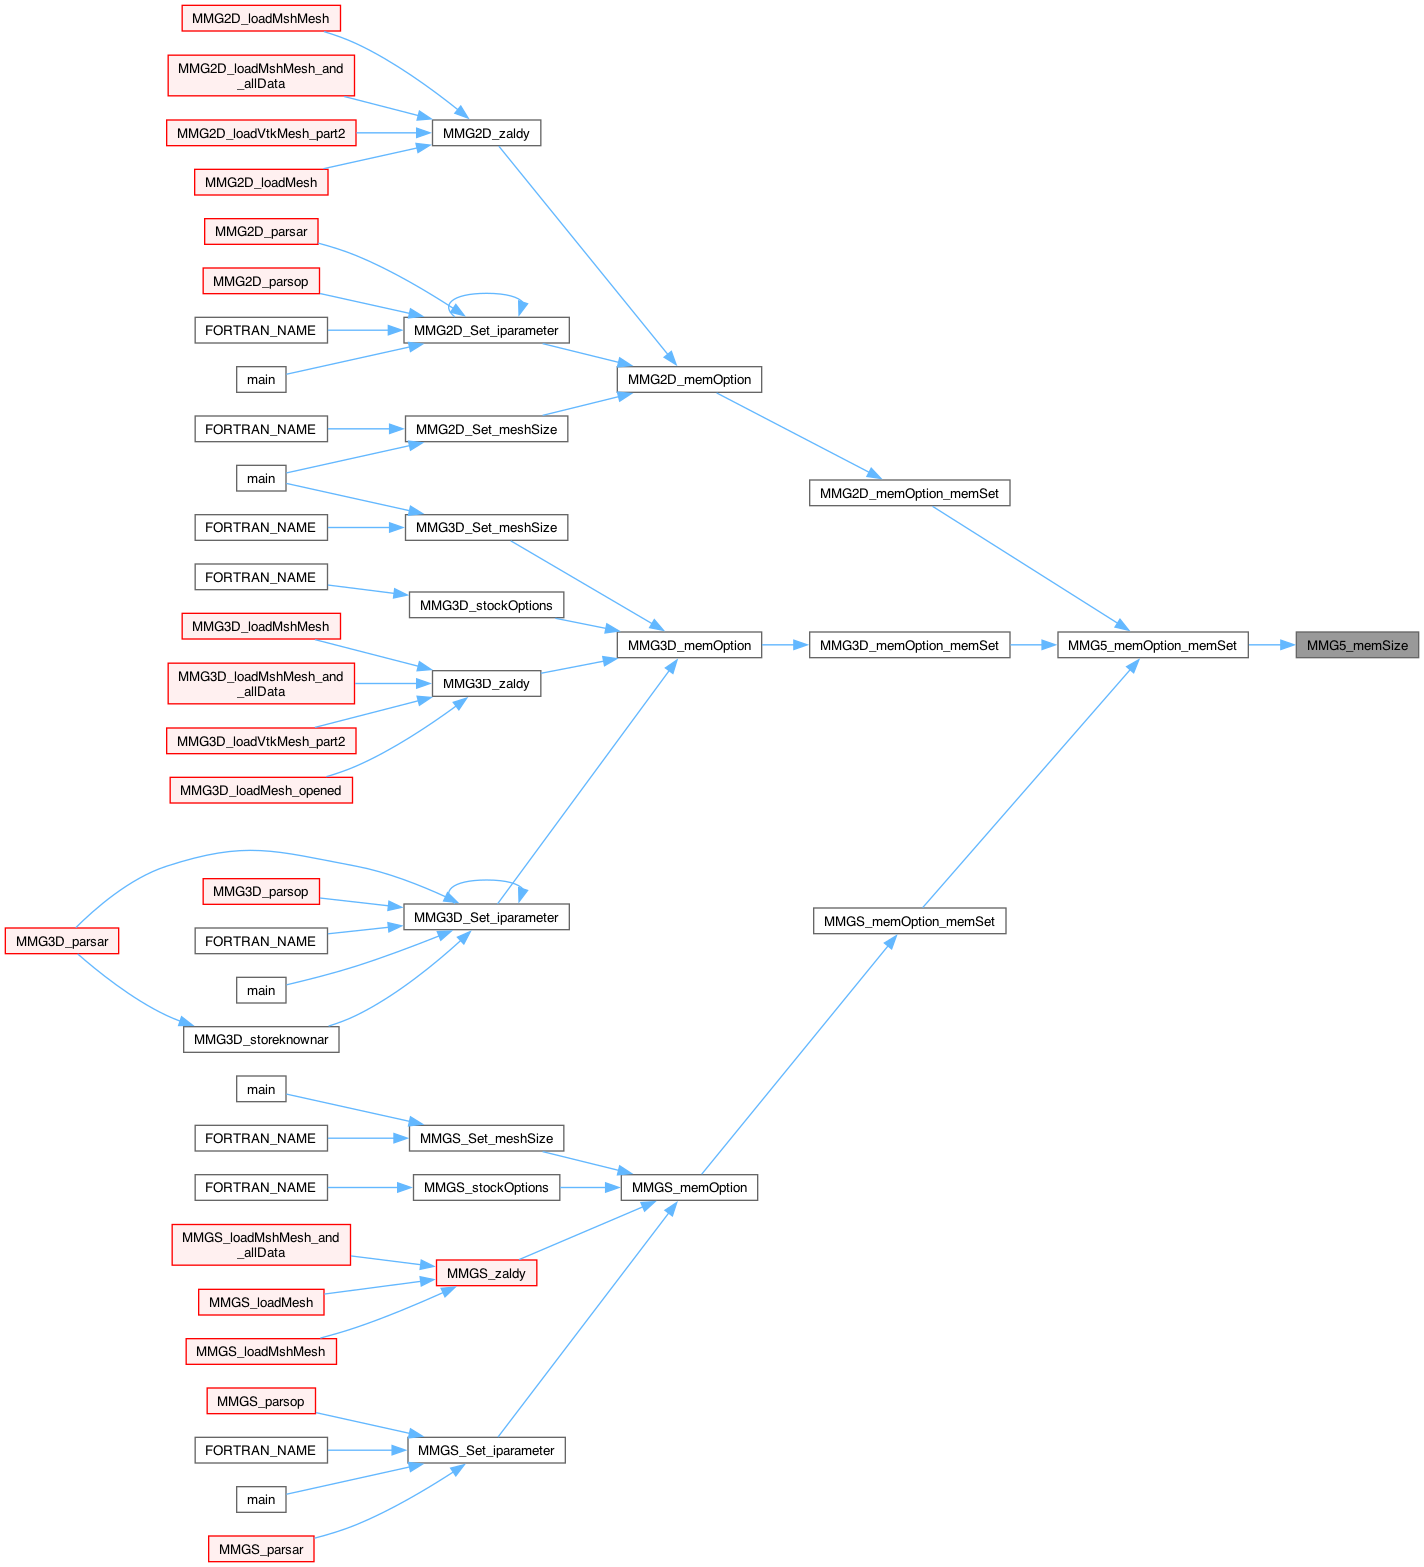 MMG2D_loadMshMesh
MMG2D_loadMshMesh_and
_allData
MMG2D_zaldy
MMG2D_loadVtkMesh_part2
MMG2D_loadMesh
MMG2D_parsar
MMG2D_parsop
FORTRAN_NAME
MMG2D_Set_iparameter
main
MMG2D_memOption
FORTRAN_NAME
MMG2D_Set_meshSize
main
MMG2D_memOption_memSet
FORTRAN_NAME
MMG3D_Set_meshSize
FORTRAN_NAME
MMG3D_stockOptions
MMG3D_loadMshMesh
MMG3D_memOption
MMG3D_memOption_memSet
MMG5_memOption_memSet
MMG5_memSize
MMG3D_loadMshMesh_and
_allData
MMG3D_zaldy
MMG3D_loadVtkMesh_part2
MMG3D_loadMesh_opened
MMG3D_parsop
MMG3D_Set_iparameter
MMGS_memOption_memSet
MMG3D_parsar
FORTRAN_NAME
main
MMG3D_storeknownar
main
FORTRAN_NAME
MMGS_Set_meshSize
FORTRAN_NAME
MMGS_stockOptions
MMGS_memOption
MMGS_loadMshMesh_and
_allData
MMGS_zaldy
MMGS_loadMesh
MMGS_loadMshMesh
MMGS_parsop
FORTRAN_NAME
MMGS_Set_iparameter
main
MMGS_parsar